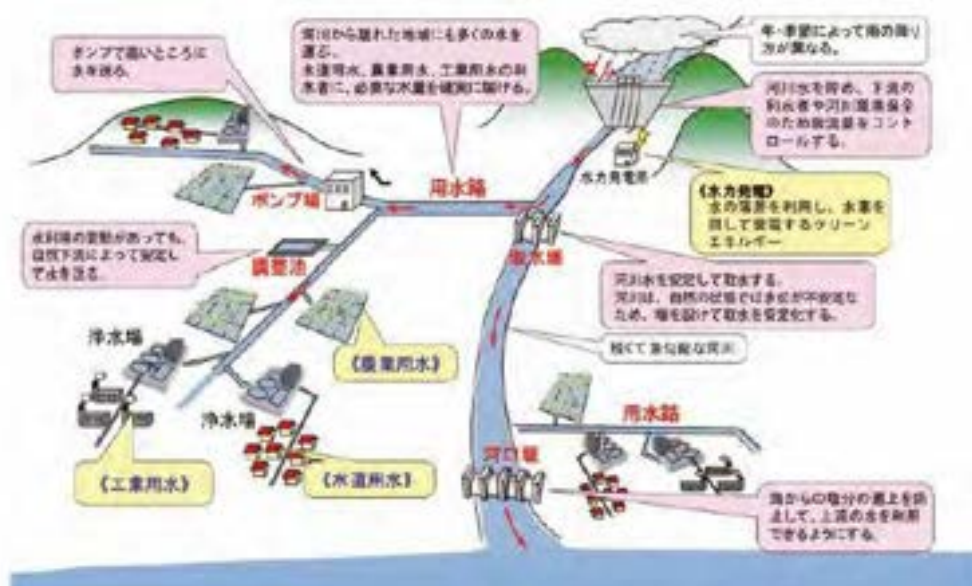 ポンプで高いところに
水を送る。
河川から離れた地域にも多くの水を
運ぶ。
水道用水、農業用水、工業用水の利
水者に、必要な水量を確実に届ける。
年・季節によって雨の降り
方が異なる。
河川水を貯め、下流の
利水者や河川環境保全
のため放流量をコント
ロールする。
水力発電所
《水力発電》
水の落差を利用し、水車を
回して発電するクリーン
エネルギー
用水路
ポンプ場
取水堰
水利用の変動があっても、
自然下流によって安定し
て水を送る。
調整池
河川水を安定して取水する。
河川は、自然の状態では水位が不安定な
ため、堰を設けて取水を安定化する。
短くて急勾配な河川
浄水場
《農業用水》
浄水場
用水路
《工業用水》
《水道用水》
河口堰
海からの塩分の遡上を防
止して、上流の水を利用
できるようにする。